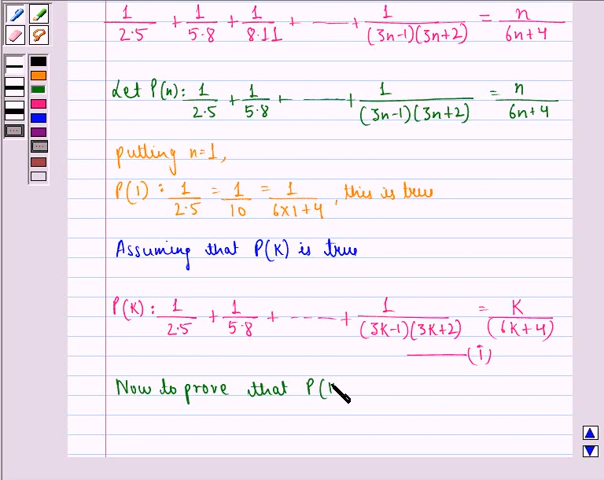 1/2.5 + 1/5.8 + 1/8.11 + ------ + 1/(3n-1)(3n+2) = n/6n+4
Let P(n): 1/2.5 + 1/5.8 + ------ + 1/(3n-1)(3n+2) = n/6n+4
putting n=1,
P(1) : 1/2.5 = 1/10 = 1/6x1+4 , this is true
Assuming that P(K) is true
P(K) : 1/2.5 + 1/5.8 + ----- + 1/(3K-1)(3K+2) = K/(6K+4)
——— (i)
Now to prove that P(